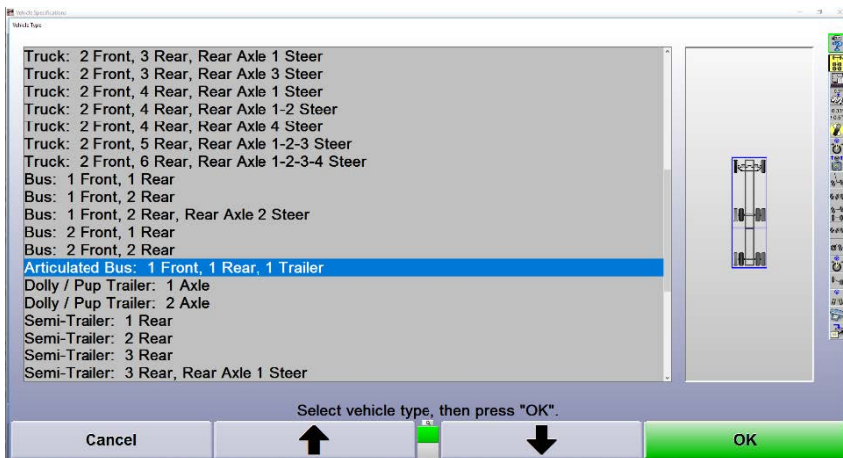 Vehicle Specifications
Vehicle Type
Truck: 2 Front, 3 Rear, Rear Axle 1 Steer
Truck: 2 Front, 3 Rear, Rear Axle 3 Steer
Truck: 2 Front, 4 Rear, Rear Axle 1 Steer
Truck: 2 Front, 4 Rear, Rear Axle 1-2 Steer
Truck: 2 Front, 4 Rear, Rear Axle 4 Steer
Truck: 2 Front, 5 Rear, Rear Axle 1-2-3 Steer
Truck: 2 Front, 6 Rear, Rear Axle 1-2-3-4 Steer
Bus: 1 Front, 1 Rear
Bus: 1 Front, 2 Rear
Bus: 1 Front, 2 Rear, Rear Axle 2 Steer
Bus: 2 Front, 1 Rear
Bus: 2 Front, 2 Rear
Articulated Bus: 1 Front, 1 Rear, 1 Trailer
Dolly / Pup Trailer: 1 Axle
Dolly / Pup Trailer: 2 Axle
Semi-Trailer: 1 Rear
Semi-Trailer: 2 Rear
Semi-Trailer: 3 Rear
Semi-Trailer: 3 Rear, Rear Axle 1 Steer
Select vehicle type, then press "OK".
Cancel
OK